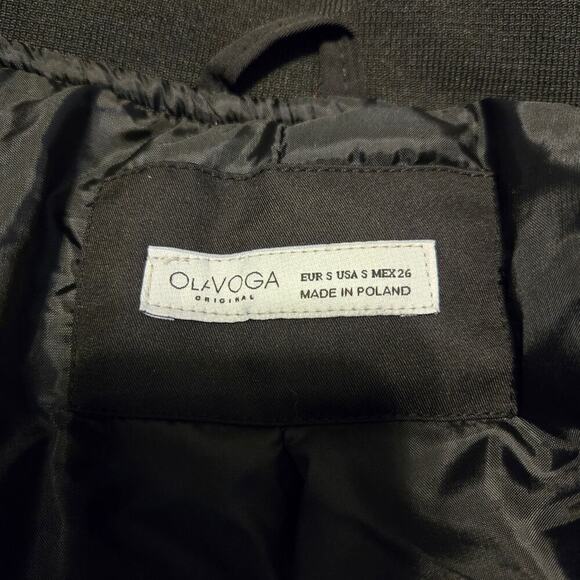 OLAVOGA
ORIGINAL
EUR S USA S MEX 26
MADE IN POLAND